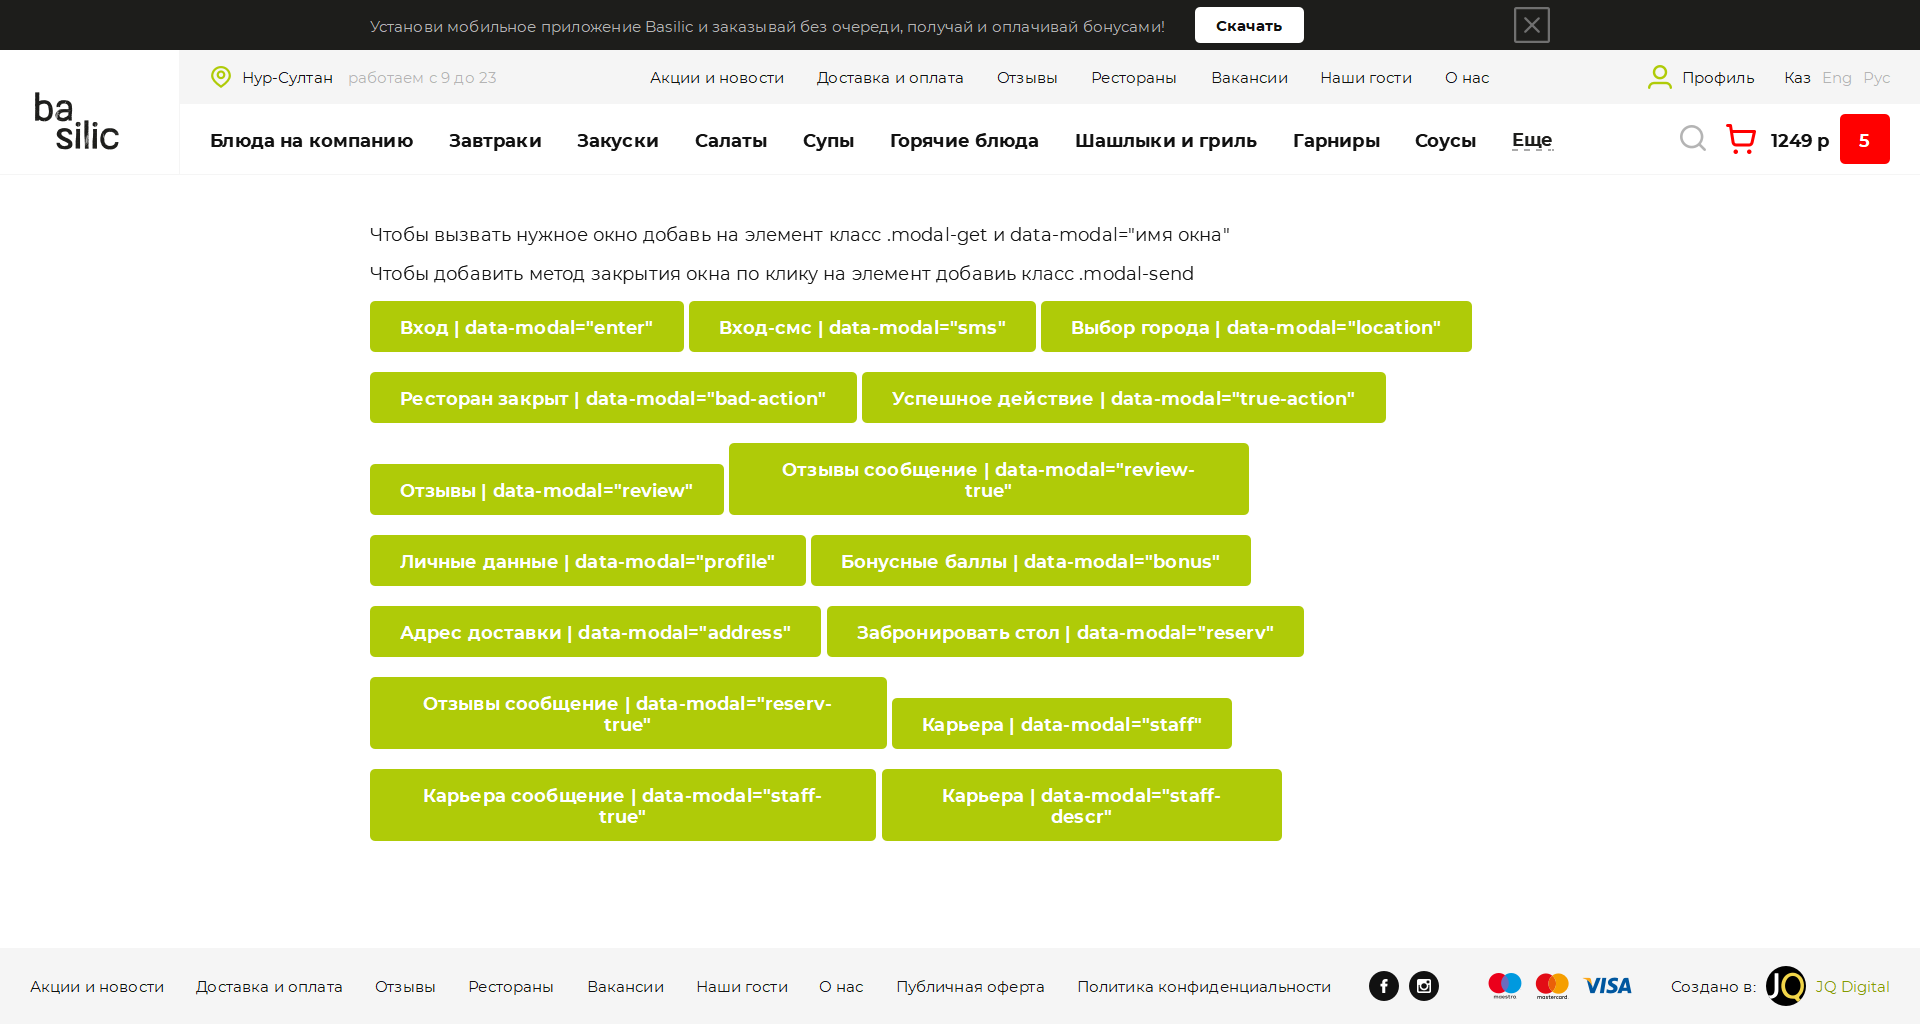 Установи мобильное приложение Basilic и заказывай без очереди, получай и оплачивай бонусами!
Скачать
ba
silic
Нур-Султан
работаем с 9 до 23
Акции и новости
Доставка и оплата
Отзывы
Рестораны
Вакансии
Наши гости
О нас
Профиль
Каз
Eng
Рус
Блюда на компанию
Завтраки
Закуски
Салаты
Супы
Горячие блюда
Шашлыки и гриль
Гарниры
Соусы
Еще
1249 р
5
Чтобы вызвать нужное окно добавь на элемент класс .modal-get и data-modal="имя окна"
Чтобы добавить метод закрытия окна по клику на элемент добавиь класс .modal-send
Вход | data-modal="enter"
Вход-смс | data-modal="sms"
Выбор города | data-modal="location"
Ресторан закрыт | data-modal="bad-action"
Успешное действие | data-modal="true-action"
Отзывы | data-modal="review"
Отзывы сообщение | data-modal="review-
true"
Личные данные | data-modal="profile"
Бонусные баллы | data-modal="bonus"
Адрес доставки | data-modal="address"
Забронировать стол | data-modal="reserv"
Отзывы сообщение | data-modal="reserv-
true"
Карьера | data-modal="staff"
Карьера сообщение | data-modal="staff-
true"
Карьера | data-modal="staff-
descr"
Акции и новости
Доставка и оплата
Отзывы
Рестораны
Вакансии
Наши гости
О нас
Публичная оферта
Политика конфиденциальности
maestro
mastercard
VISA
Создано в:
JQ
JQ Digital